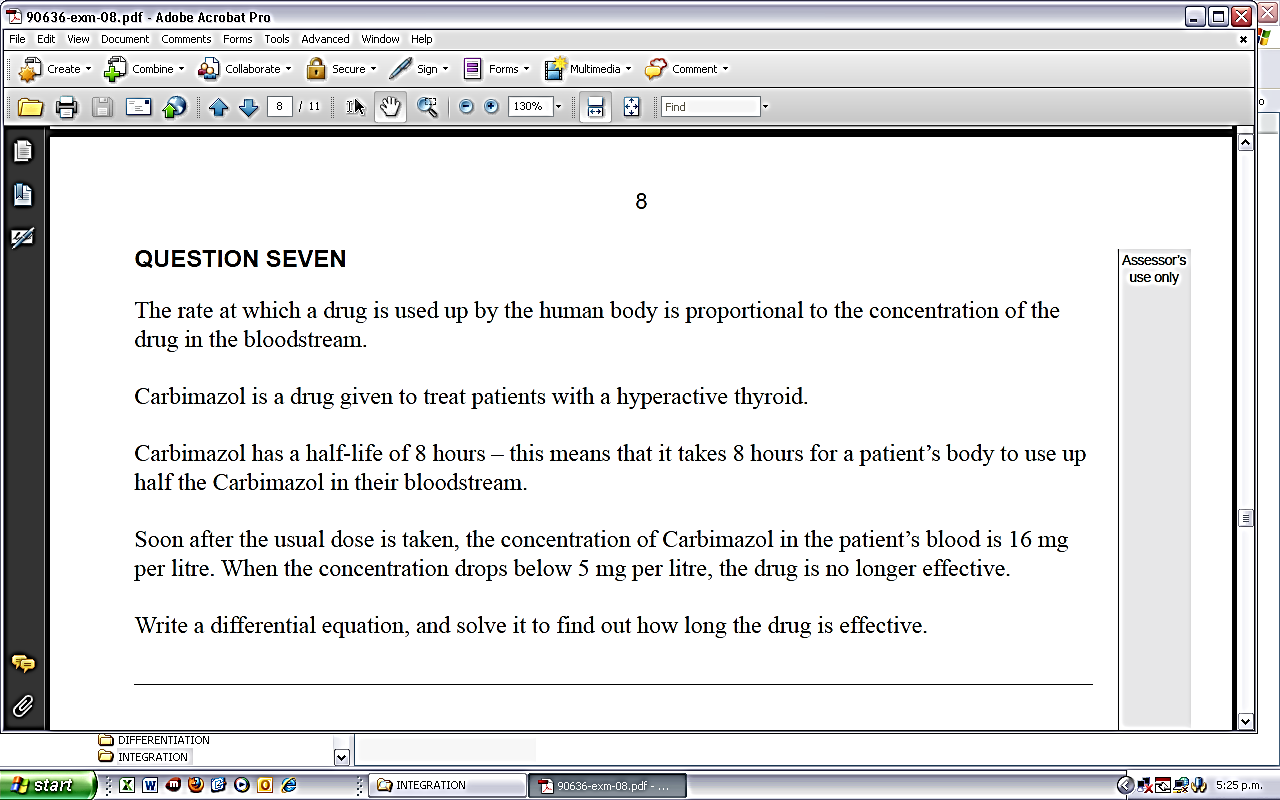 90636-exm-08.pdf - Adobe Acrobat Pro
File Edit View Document Comments Forms Tools Advanced Window Help
Create Combine Collaborate Secure Sign Forms Multimedia Comment
8 / 11 130% Find
8
QUESTION SEVEN
Assessor's
use only
The rate at which a drug is used up by the human body is proportional to the concentration of the
drug in the bloodstream.
Carbimazol is a drug given to treat patients with a hyperactive thyroid.
Carbimazol has a half-life of 8 hours – this means that it takes 8 hours for a patient's body to use up
half the Carbimazol in their bloodstream.
Soon after the usual dose is taken, the concentration of Carbimazol in the patient's blood is 16 mg
per litre. When the concentration drops below 5 mg per litre, the drug is no longer effective.
Write a differential equation, and solve it to find out how long the drug is effective.
DIFFERENTIATION
INTEGRATION
start INTEGRATION 90636-exm-08.pdf - ... 5:25 p.m.